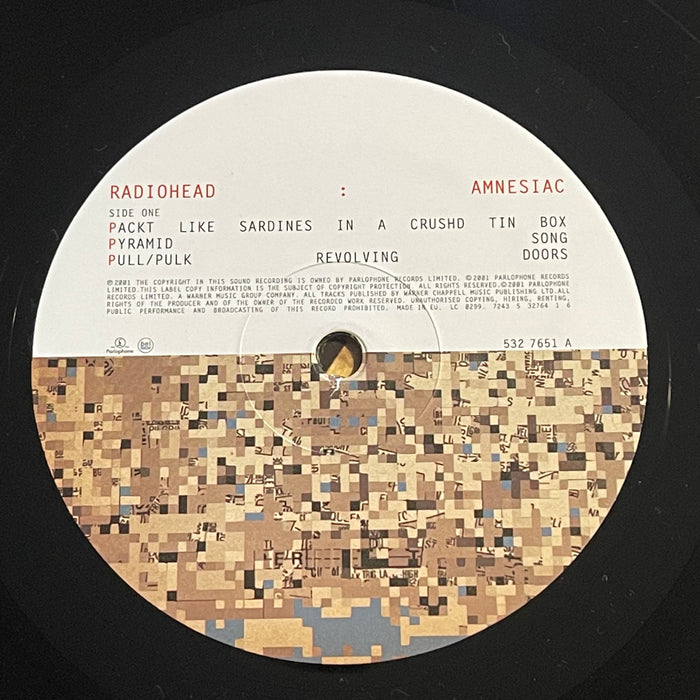 RADIOHEAD : AMNESIAC
SIDE ONE
PACKT LIKE SARDINES IN A CRUSHD TIN BOX
PYRAMID SONG
PULL/PULK REVOLVING DOORS
℗2001 THE COPYRIGHT IN THIS SOUND RECORDING IS OWNED BY PARLOPHONE RECORDS LIMITED. ©2001 PARLOPHONE RECORDS
LIMITED.THIS LABEL COPY INFORMATION IS THE SUBJECT OF COPYRIGHT PROTECTION. ALL RIGHTS RESERVED.©2001 PARLOPHONE
RECORDS LIMITED. A WARNER MUSIC GROUP COMPANY. ALL TRACKS PUBLISHED BY WARNER CHAPPELL MUSIC PUBLISHING LTD.ALL
RIGHTS OF THE PRODUCER AND OF THE OWNER OF THE RECORDED WORK RESERVED. UNAUTHORISED COPYING, HIRING, RENTING,
PUBLIC PERFORMANCE AND BROADCASTING OF THIS RECORD PROHIBITED. MADE IN EU. LC 0299. 7243 5 32764 1 6
Parlophone
532 7651 A